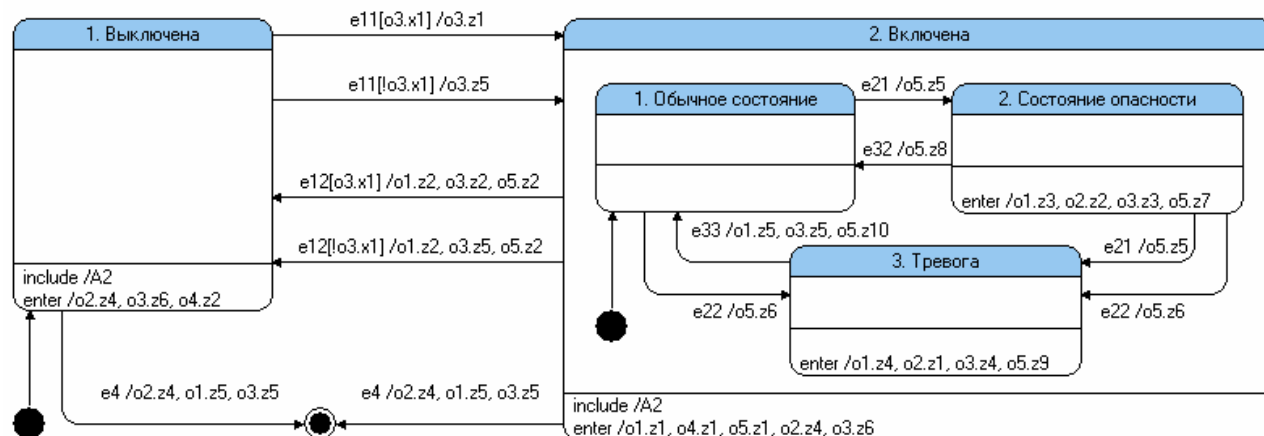 e11[o3.x1] /o3.z1
1. Выключена
2. Включена
e11[!o3.x1] /o3.z5
1. Обычное состояние
e21 /o5.z5
2. Состояние опасности
e32 /o5.z8
e12[o3.x1] /o1.z2, o3.z2, o5.z2
enter /o1.z3, o2.z2, o3.z3, o5.z7
e33 /o1.z5, o3.z5, o5.z10
e12[!o3.x1] /o1.z2, o3.z5, o5.z2
e21 /o5.z5
3. Тревога
include /A2
enter /o2.z4, o3.z6, o4.z2
e22 /o5.z6
e22 /o5.z6
enter /o1.z4, o2.z1, o3.z4, o5.z9
e4 /o2.z4, o1.z5, o3.z5
e4 /o2.z4, o1.z5, o3.z5
include /A2
enter /o1.z1, o4.z1, o5.z1, o2.z4, o3.z6